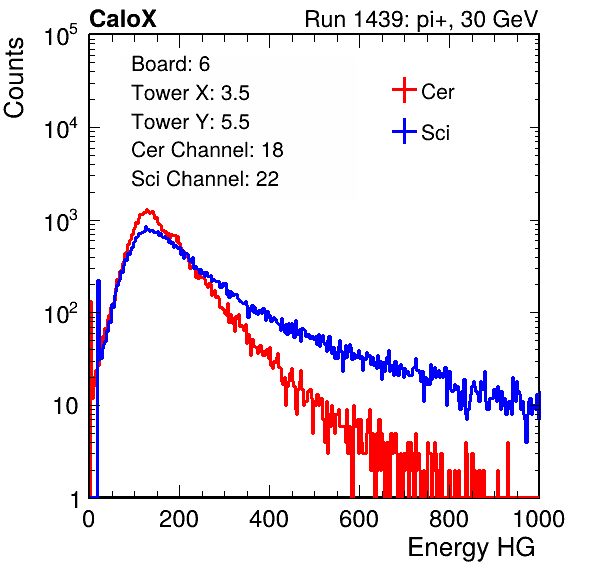 CaloX Run 1439: pi+, 30 GeV
Board: 6
Tower X: 3.5
Tower Y: 5.5
Cer Channel: 18
Sci Channel: 22
Cer
Sci
Counts
10^5
10^4
10^3
10^2
10
1
0 200 400 600 800 1000
Energy HG